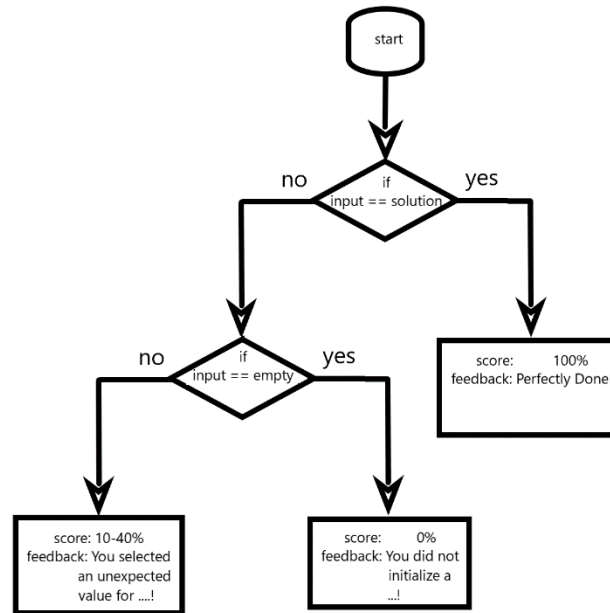 start
no
if
input == solution
yes
no
if
input == empty
yes
score: 100%
feedback: Perfectly Done
score: 10-40%
feedback: You selected
an unexpected
value for ....!
score: 0%
feedback: You did not
initialize a
...!